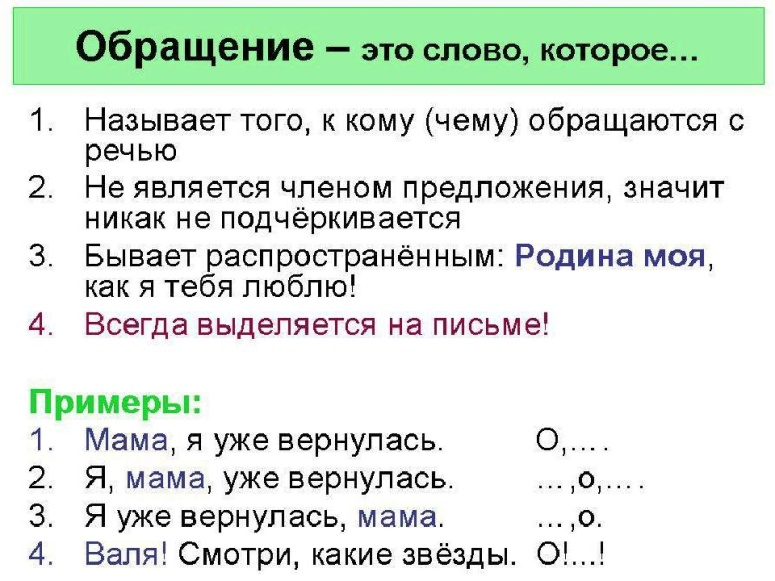 Обращение – это слово, которое...
1. Называет того, к кому (чему) обращаются с
речью
2. Не является членом предложения, значит
никак не подчёркивается
3. Бывает распространённым: Родина моя,
как я тебя люблю!
4. Всегда выделяется на письме!
Примеры:
1. Мама, я уже вернулась. О,... .
2. Я, мама, уже вернулась. ... ,о,... .
3. Я уже вернулась, мама. ... ,о.
4. Валя! Смотри, какие звёзды. О!...!